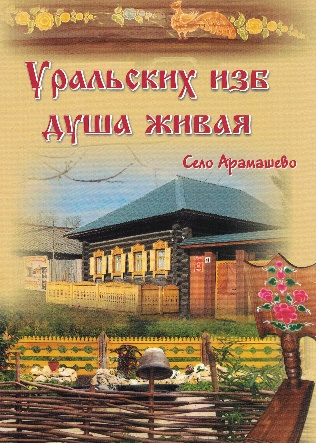 Уральских изб
душа живая
Село Арамашево